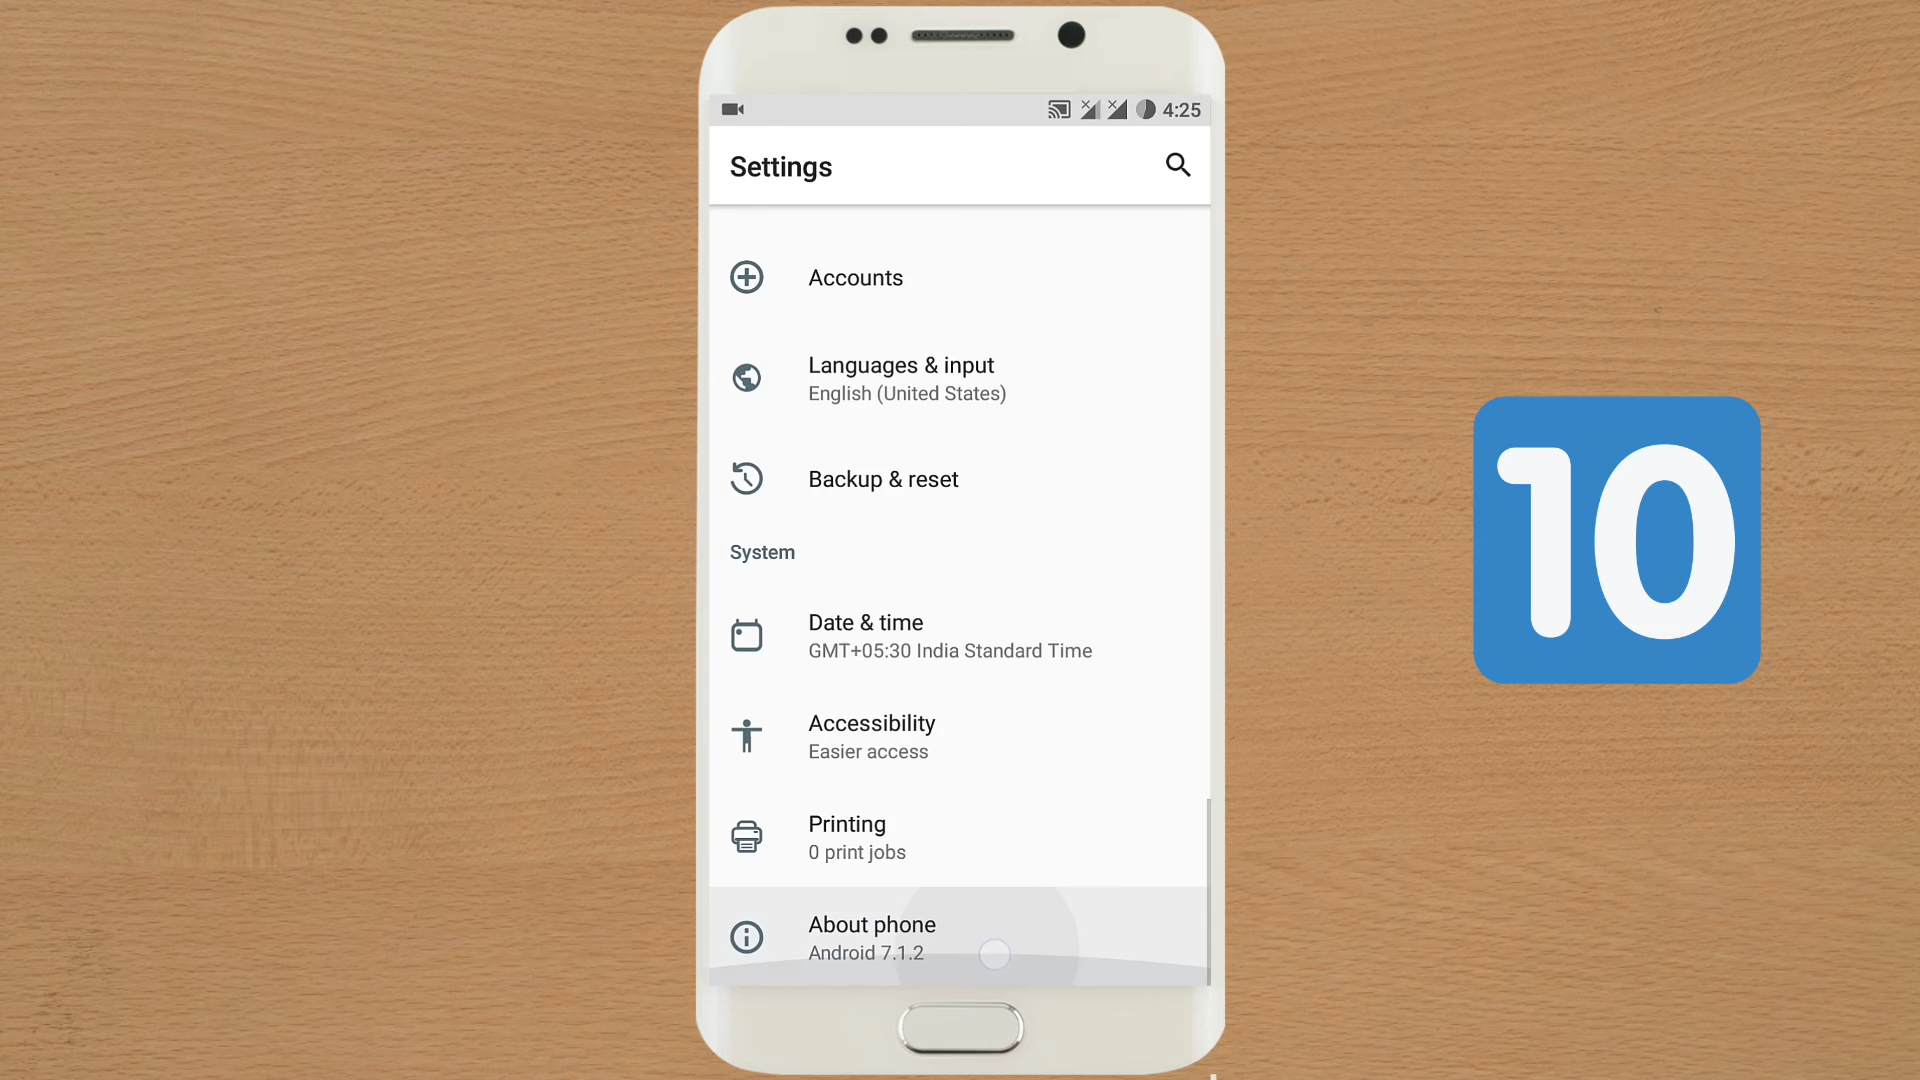 4:25
Settings
Accounts
Languages & input
English (United States)
Backup & reset
System
Date & time
GMT+05:30 India Standard Time
Accessibility
Easier access
Printing
0 print jobs
About phone
Android 7.1.2
10